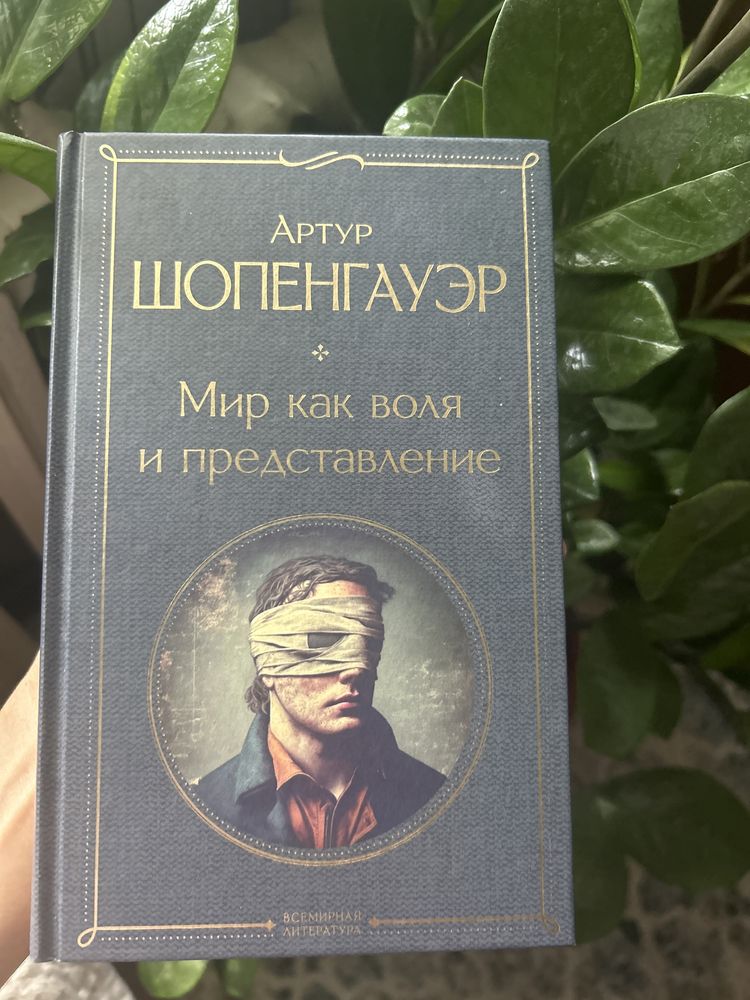 Артур
ШОПЕНГАУЭР
Мир как воля
и представление
ВСЕМИРНАЯ
ЛИТЕРАТУРА